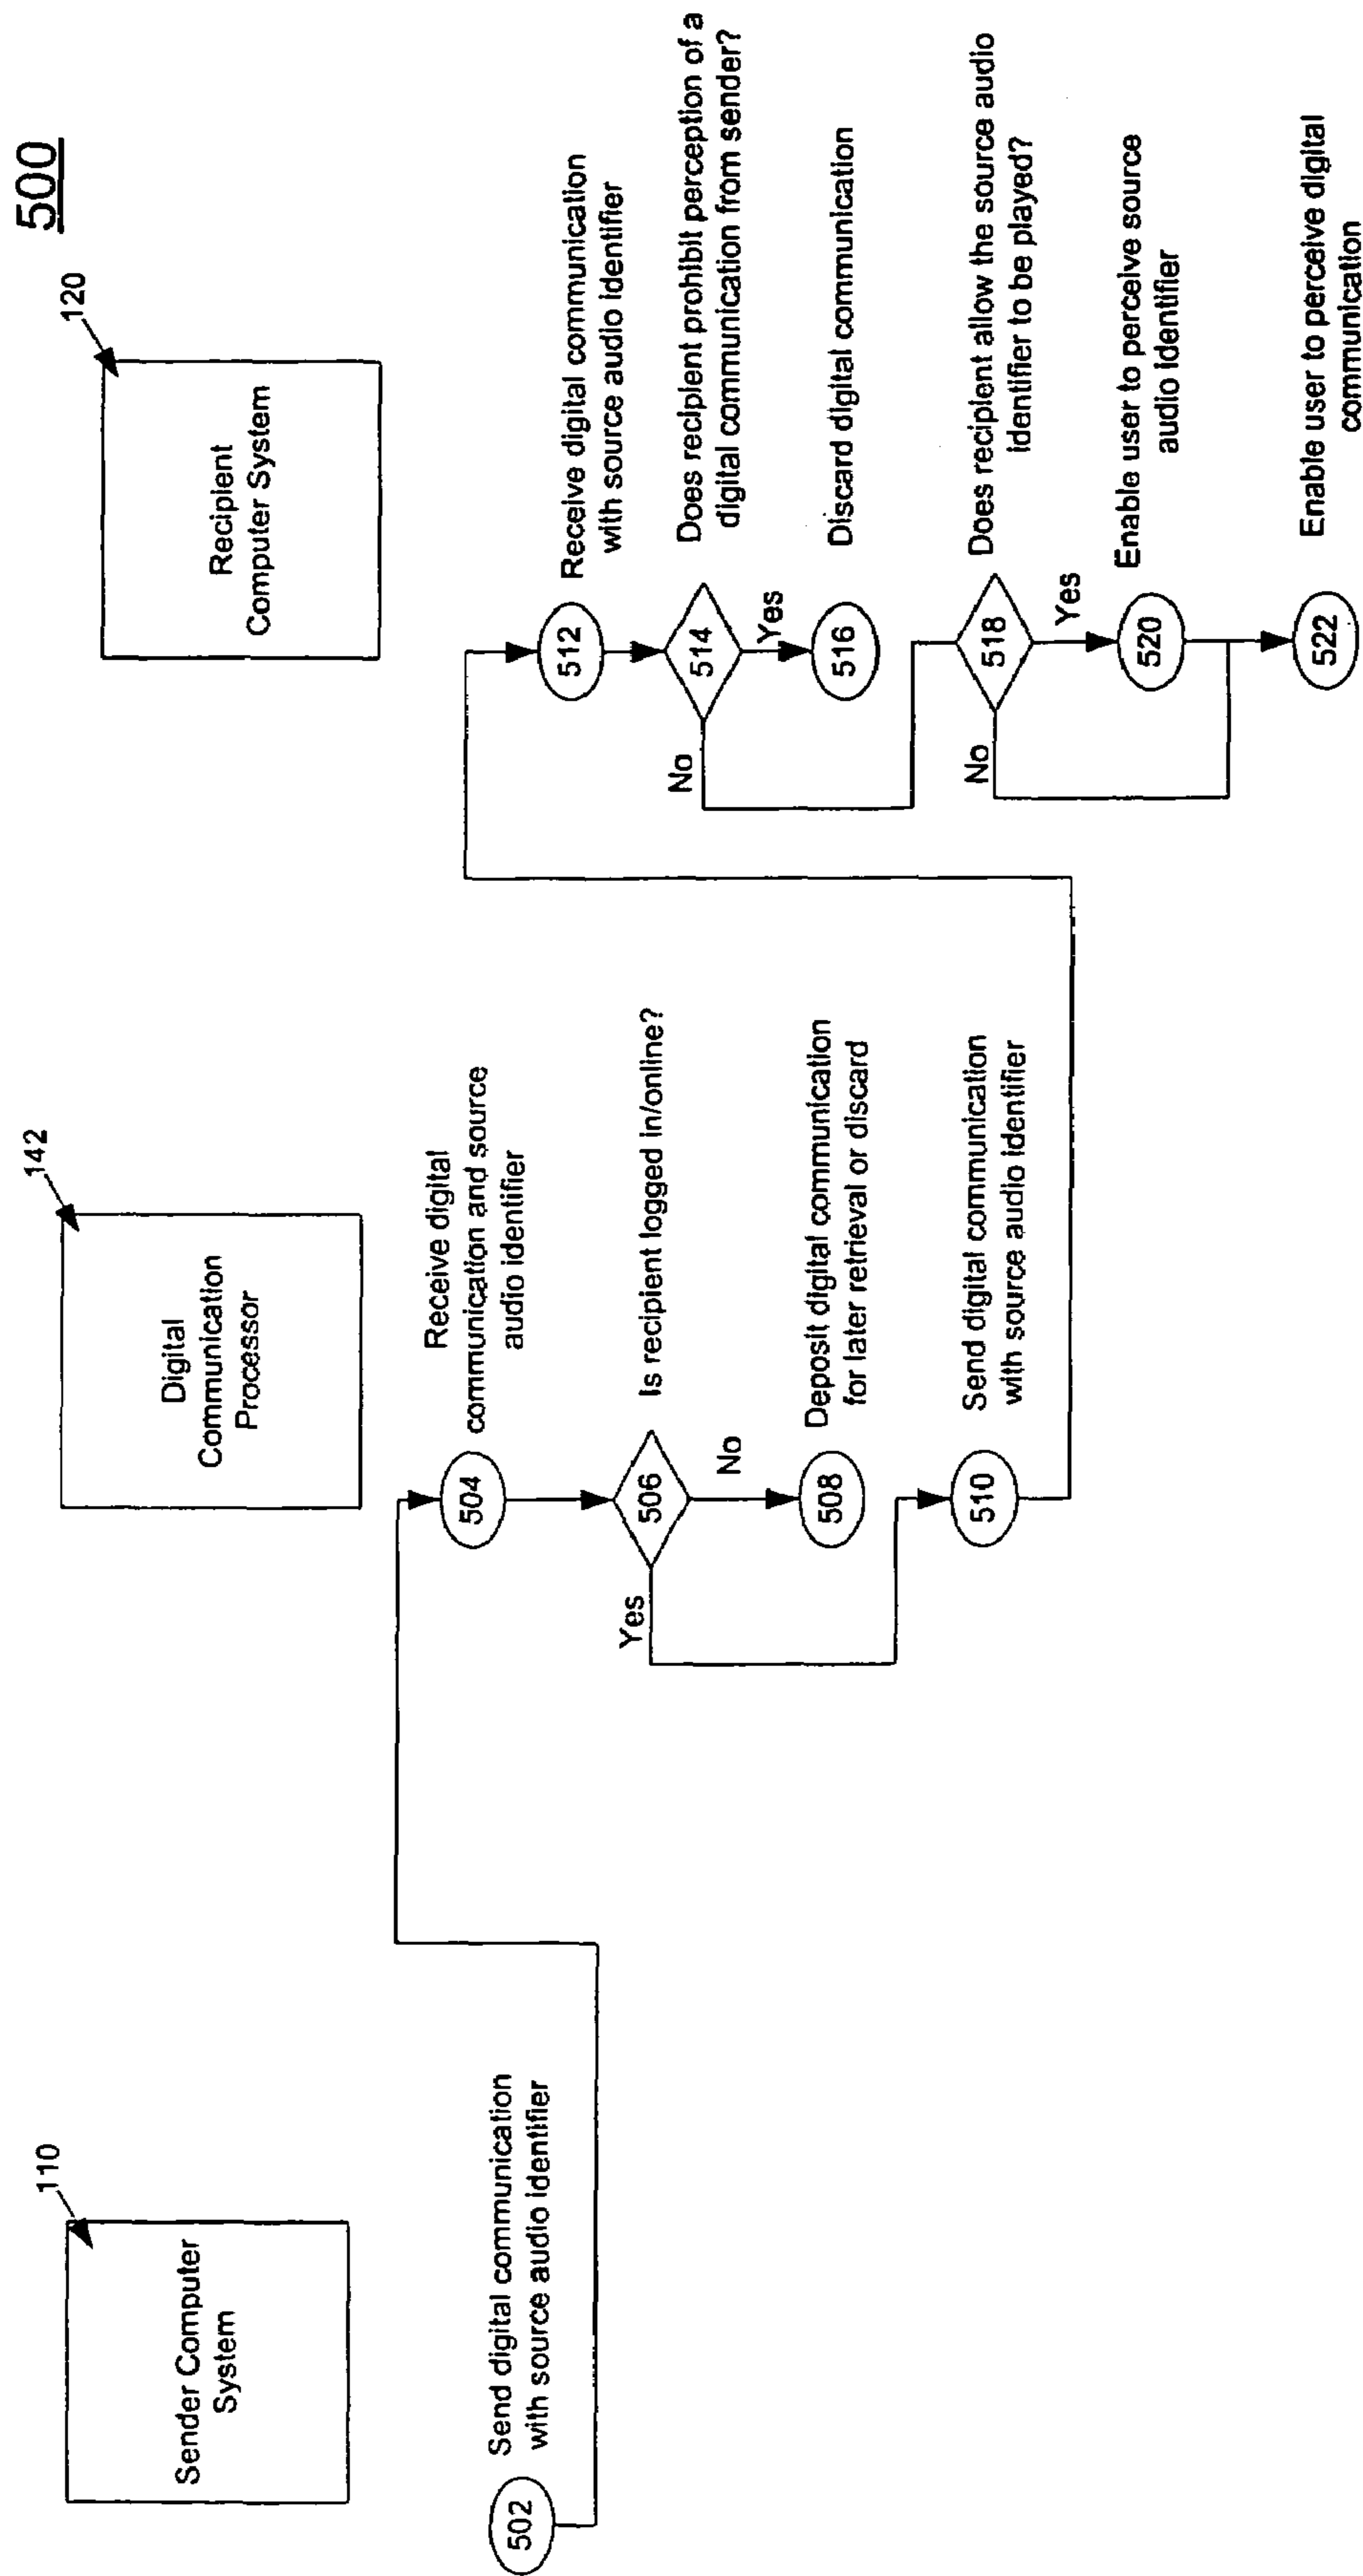 500
110
Sender Computer
System
502
Send digital communication
with source audio identifier
142
Digital
Communication
Processor
504
Receive digital
communication and source
audio identifier
506
Is recipient logged in/online?
Yes
No
508
Deposit digital communication
for later retrieval or discard
510
Send digital communication
with source audio identifier
120
Recipient
Computer System
512
Receive digital communication
with source audio identifier
514
Does recipient prohibit perception of a
digital communication from sender?
No
Yes
516
Discard digital communication
518
Does recipient allow the source audio
identifier to be played?
No
Yes
520
Enable user to perceive source
audio identifier
522
Enable user to perceive digital
communication